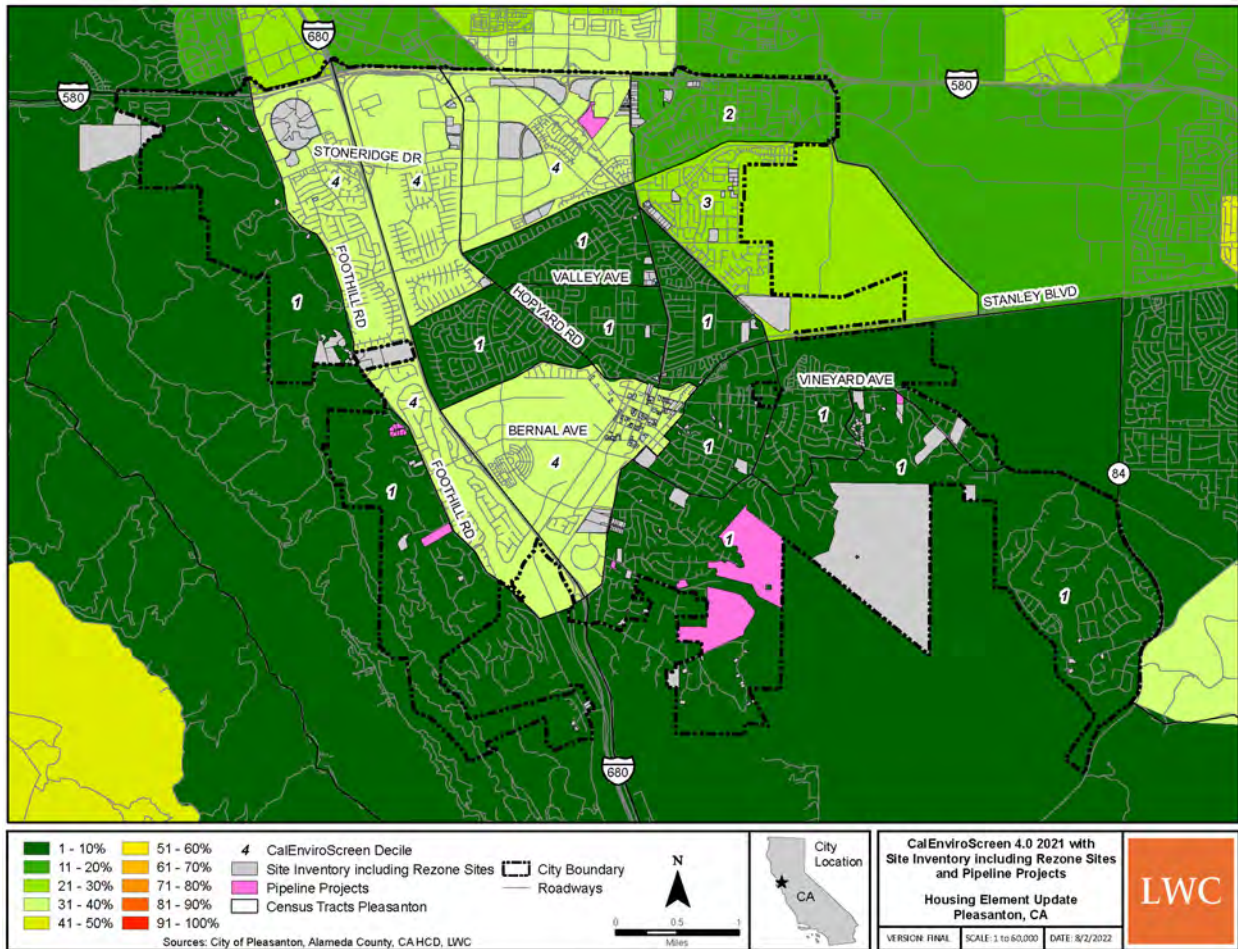 680
580
580
2
STONERIDGE DR
4
4
4
3
1
FOOTHILL RD
VALLEY AVE
HOPYARD RD
STANLEY BLVD
1
1
1
1
VINEYARD AVE
4
1
BERNAL AVE
4
1
1
FOOTHILL RD
84
1
1
1
680
1 - 10%
11 - 20%
21 - 30%
31 - 40%
41 - 50%
51 - 60%
61 - 70%
71 - 80%
81 - 90%
91 - 100%
4 CalEnviroScreen Decile
Site Inventory including Rezone Sites
Pipeline Projects
Census Tracts Pleasanton
City Boundary
Roadways
Sources: City of Pleasanton, Alameda County, CA HCD, LWC
N
0 0.5 1
Miles
City
Location
CA
CalEnviroScreen 4.0 2021 with
Site Inventory including Rezone Sites
and Pipeline Projects
Housing Element Update
Pleasanton, CA
VERSION: FINAL SCALE: 1 to 60,000 DATE: 8/2/2022
LWC